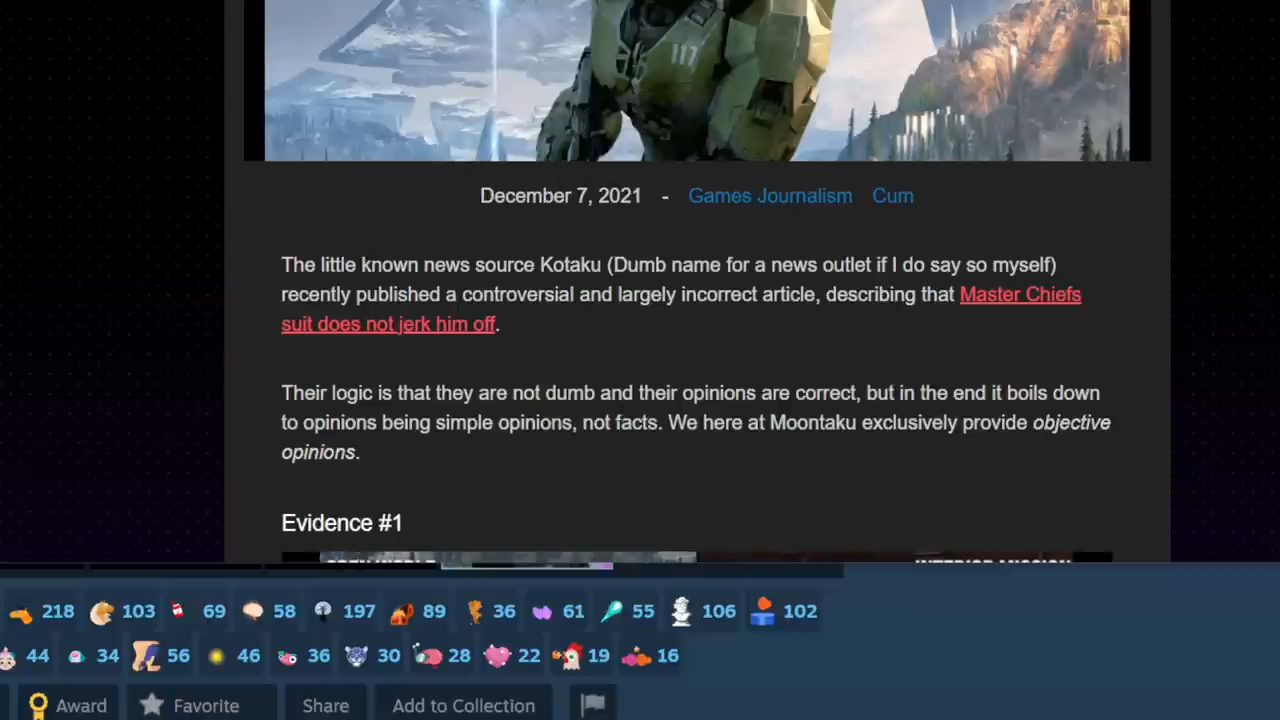 117
December 7, 2021 - Games Journalism Cum
The little known news source Kotaku (Dumb name for a news outlet if I do say so myself)
recently published a controversial and largely incorrect article, describing that Master Chiefs
suit does not jerk him off.
Their logic is that they are not dumb and their opinions are correct, but in the end it boils down
to opinions being simple opinions, not facts. We here at Moontaku exclusively provide objective
opinions.
Evidence #1
INTERIOR MISSION
218 103 69 58 197 89 36 61 55 106 102
44 34 56 46 36 30 28 22 19 16
Award Favorite Share Add to Collection